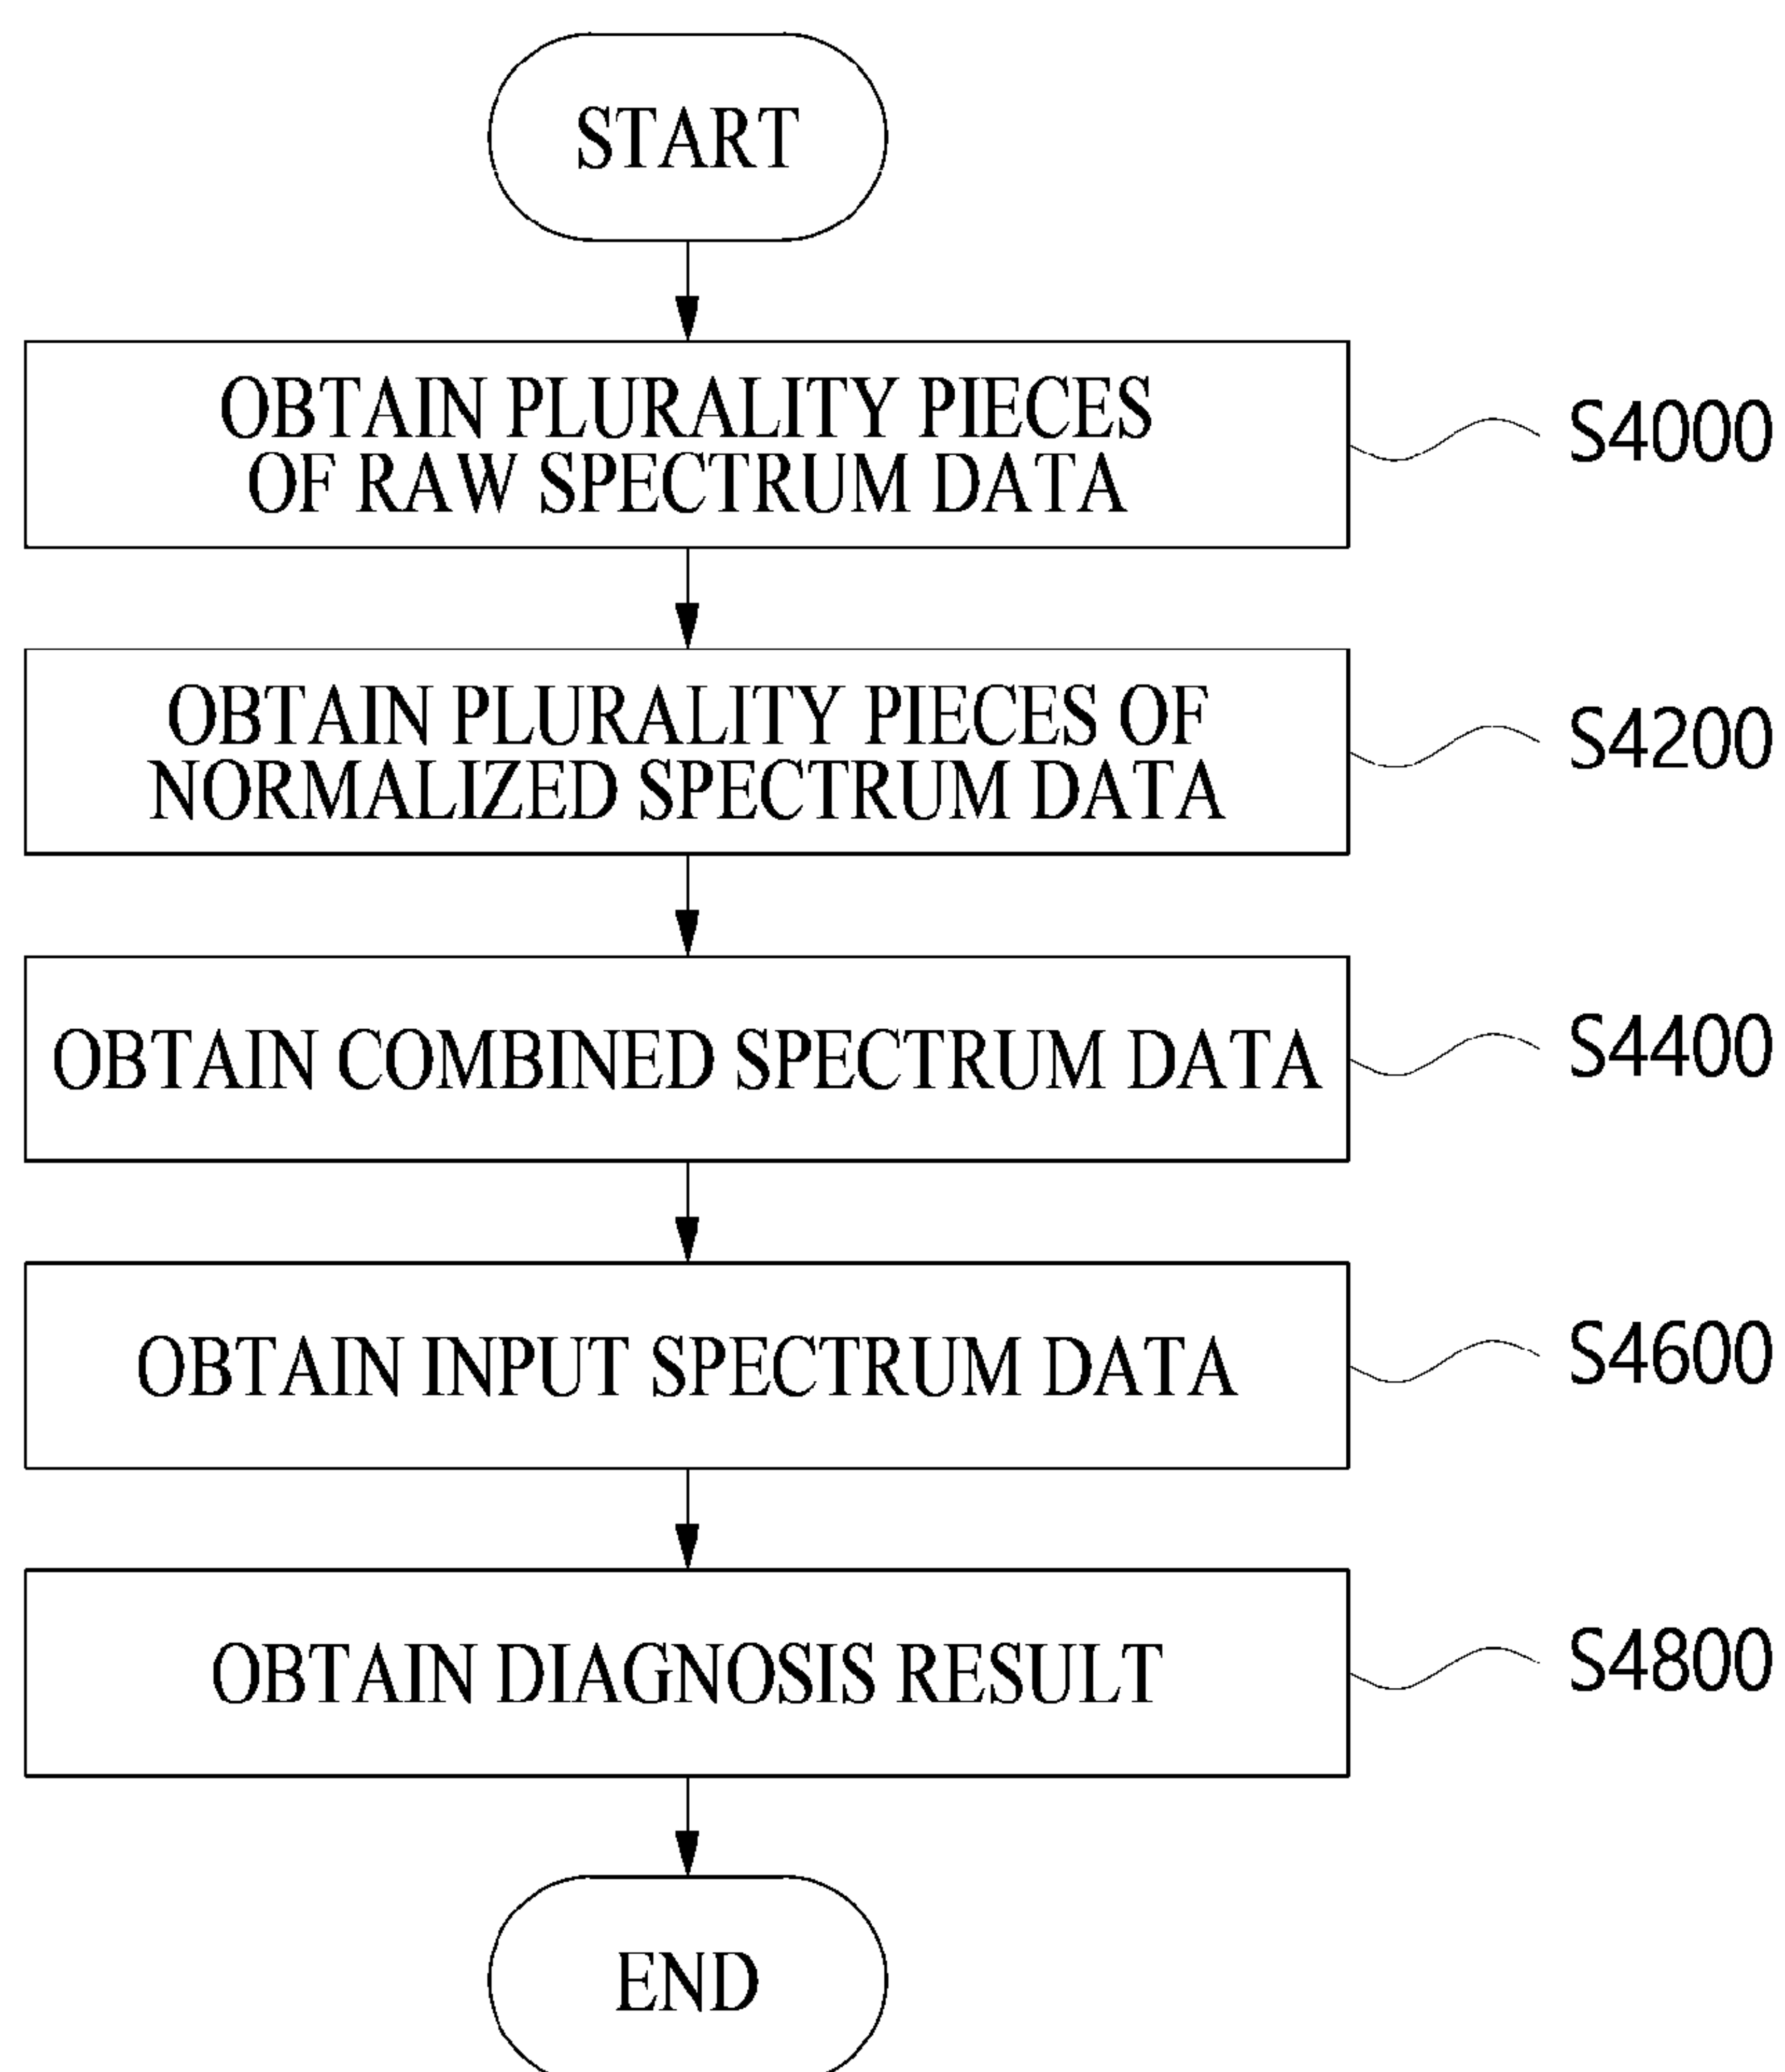 START
OBTAIN PLURALITY PIECES
OF RAW SPECTRUM DATA
S4000
OBTAIN PLURALITY PIECES OF
NORMALIZED SPECTRUM DATA
S4200
OBTAIN COMBINED SPECTRUM DATA
S4400
OBTAIN INPUT SPECTRUM DATA
S4600
OBTAIN DIAGNOSIS RESULT
S4800
END